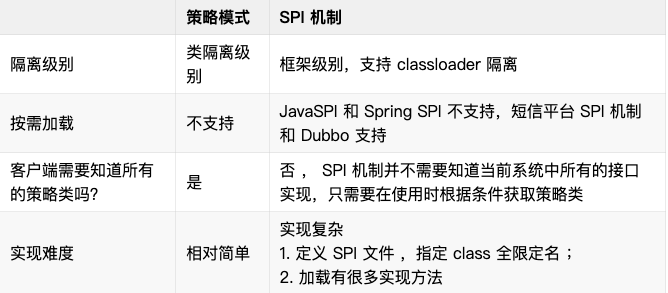 策略模式 SPI 机制
隔离级别
类隔离级
别
框架级别，支持 classloader 隔离
按需加载
不支持
JavaSPI 和 Spring SPI 不支持，短信平台 SPI 机制
和 Dubbo 支持
客户端需要知道所有
的策略类吗?
是
否 ， SPI 机制并不需要知道当前系统中所有的接口
实现，只需要在使用时根据条件获取策略类
实现难度
相对简单
实现复杂
1. 定义 SPI 文件 ，指定 class 全限定名 ；
2. 加载有很多实现方法